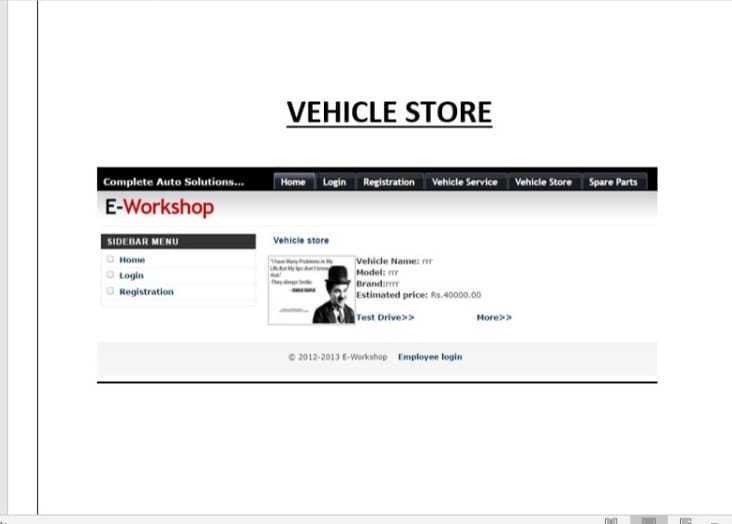 VEHICLE STORE
Complete Auto Solutions... Home Login Registration Vehicle Service Vehicle Store Spare Parts
E-Workshop
SIDEBAR MENU
Home
Login
Registration
Vehicle store
"I have Many Problems in My
Life But My lips don't know
that"
They always Smile
Vehicle Name: rrr
Model: rrr
Brand:rrrr
Estimated price: Rs.40000.00
Test Drive>> More>>
© 2012-2013 E-Workshop Employee login